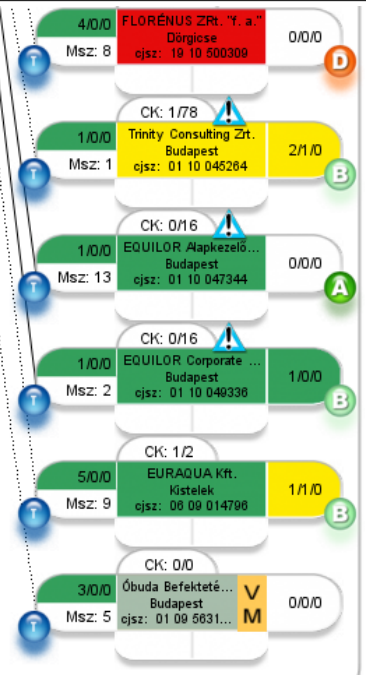 4/0/0
FLORÉNUS ZRt. "f. a."
Dörgicse
0/0/0
Msz: 8
cjsz: 19 10 500309
T
D
CK: 1/78
!
1/0/0
Trinity Consulting Zrt.
Budapest
2/1/0
Msz: 1
cjsz: 01 10 045264
T
B
CK: 0/16
!
1/0/0
EQUILOR Alapkezelő...
Budapest
0/0/0
Msz: 13
cjsz: 01 10 047344
T
A
CK: 0/16
!
1/0/0
EQUILOR Corporate ...
Budapest
1/0/0
Msz: 2
cjsz: 01 10 049336
T
B
CK: 1/2
5/0/0
EURAQUA Kft.
Kistelek
1/1/0
Msz: 9
cjsz: 06 09 014796
T
B
CK: 0/0
3/0/0
Óbuda Befekteté...
V
Budapest
0/0/0
Msz: 5
cjsz: 01 09 5631...
M
T